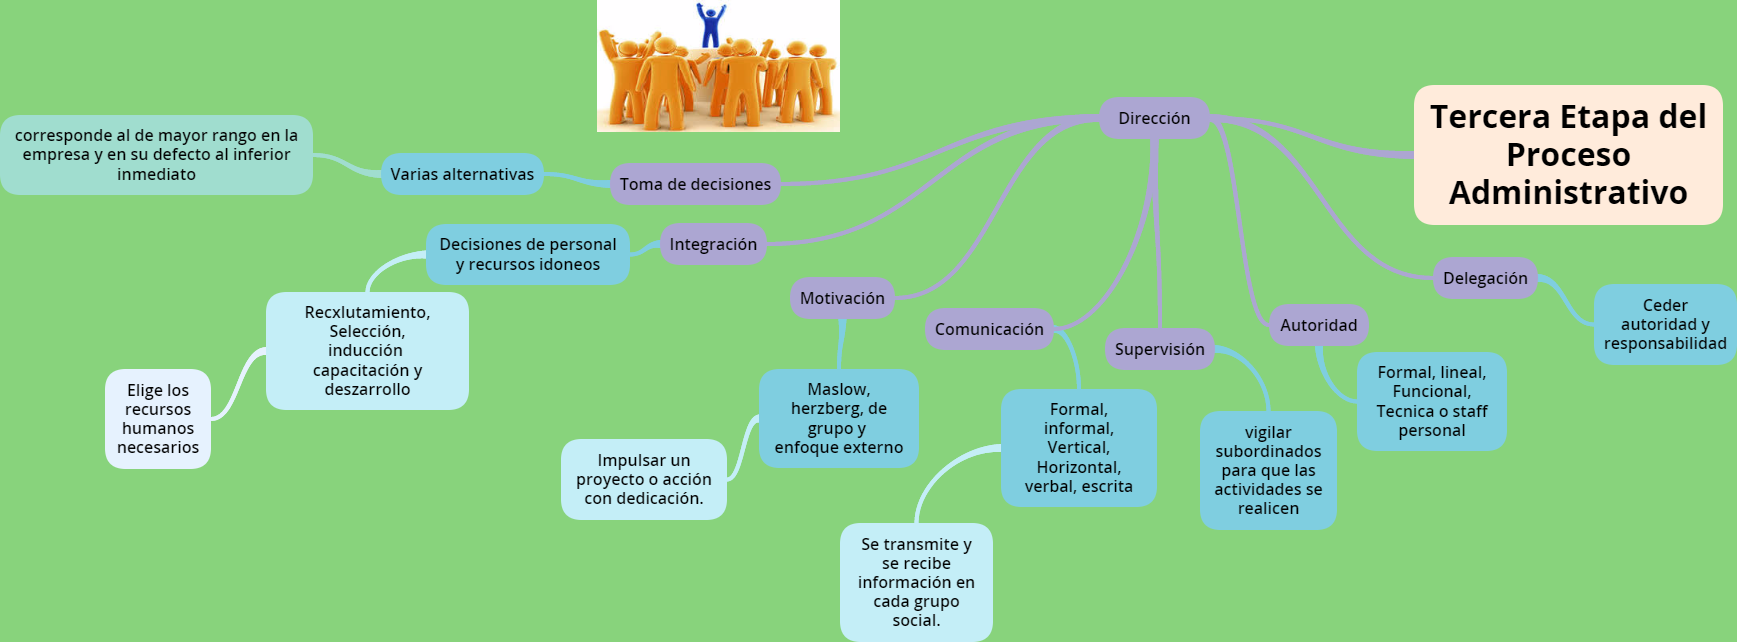 Tercera Etapa del
Proceso
Administrativo
Dirección
Toma de decisiones
Varias alternativas
corresponde al de mayor rango en la
empresa y en su defecto al inferior
inmediato
Integración
Decisiones de personal
y recursos idoneos
Recxlutamiento,
Selección,
inducción
capacitación y
deszarrollo
Elige los
recursos
humanos
necesarios
Motivación
Maslow,
herzberg, de
grupo y
enfoque externo
Impulsar un
proyecto o acción
con dedicación.
Comunicación
Formal,
informal,
Vertical,
Horizontal,
verbal, escrita
Se transmite y
se recibe
información en
cada grupo
social.
Supervisión
vigilar
subordinados
para que las
actividades se
realicen
Autoridad
Formal, lineal,
Funcional,
Tecnica o staff
personal
Delegación
Ceder
autoridad y
responsabilidad